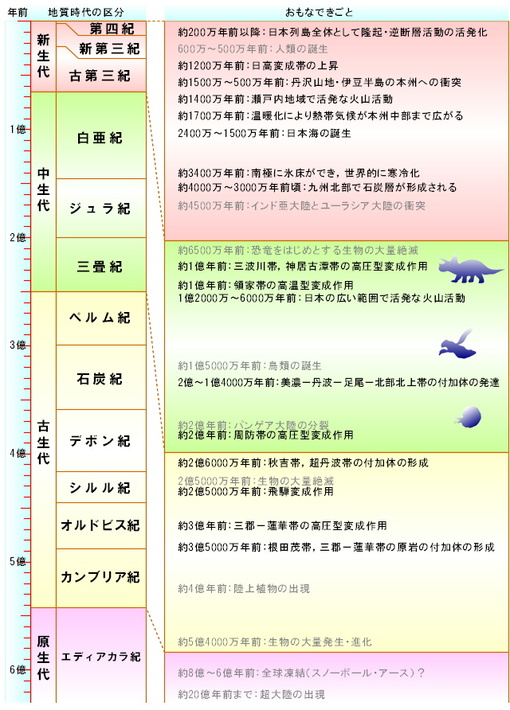 年前 地質時代の区分 おもなできごと
新生代
第四紀
新第三紀
古第三紀
1億
中生代
白亜紀
ジュラ紀
2億
三畳紀
3億
古生代
ペルム紀
石炭紀
4億
デボン紀
シルル紀
オルドビス紀
5億
カンブリア紀
原生代
エディアカラ紀
6億
約200万年前以降：日本列島全体として隆起・逆断層活動の活発化
600万～500万年前：人類の誕生
約1200万年前：日高変成帯の上昇
約1500万～500万年前：丹沢山地・伊豆半島の本州への衝突
約1400万年前：瀬戸内地域で活発な火山活動
約1700万年前：温暖化により熱帯気候が本州中部まで広がる
2400万～1500万年前：日本海の誕生
約3400万年前：南極に氷床ができ，世界的に寒冷化
約4000万～3000万年前頃：九州北部で石炭層が形成される
約4500万年前：インド亜大陸とユーラシア大陸の衝突
約6500万年前：恐竜をはじめとする生物の大量絶滅
約1億年前：三波川帯，神居古潭帯の高圧型変成作用
約1億年前：領家帯の高温型変成作用
1億2000万～6000万年前：日本の広い範囲で活発な火山活動
約1億5000万年前：鳥類の誕生
2億～1億4000万年前：美濃－丹波－足尾－北部北上帯の付加体の発達
約2億年前：パンゲア大陸の分裂
約2億年前：周防帯の高圧型変成作用
約2億6000万年前：秋吉帯，超丹波帯の付加体の形成
2億5000万年前：生物の大量絶滅
約2億5000万年前：飛騨変成作用
約3億年前：三郡－蓮華帯の高圧型変成作用
約3億5000万年前：根田茂帯，三郡－蓮華帯の原岩の付加体の形成
約4億年前：陸上植物の出現
約5億4000万年前：生物の大量発生・進化
約8億～6億年前：全球凍結（スノーボール・アース）？
約20億年前まで：超大陸の出現